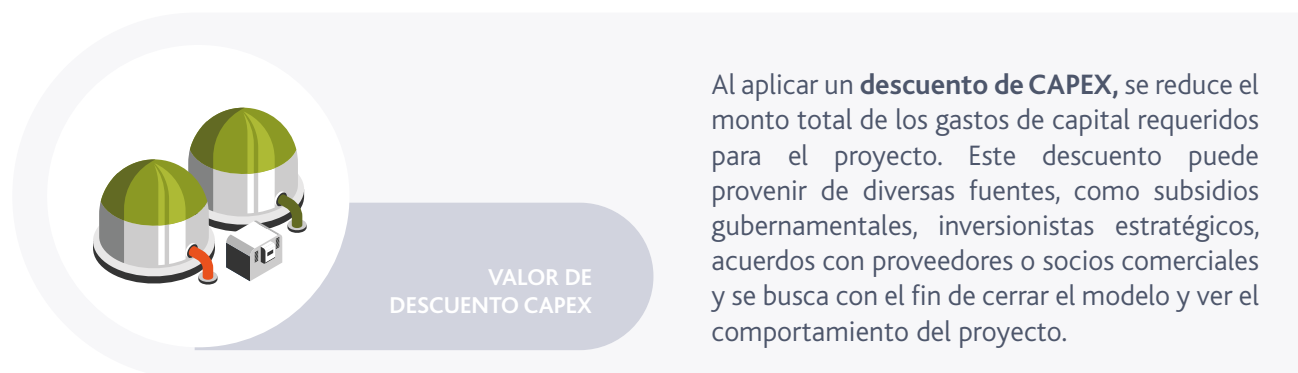 VALOR DE
DESCUENTO CAPEX
Al aplicar un descuento de CAPEX, se reduce el
monto total de los gastos de capital requeridos
para el proyecto. Este descuento puede
provenir de diversas fuentes, como subsidios
gubernamentales, inversionistas estratégicos,
acuerdos con proveedores o socios comerciales
y se busca con el fin de cerrar el modelo y ver el
comportamiento del proyecto.